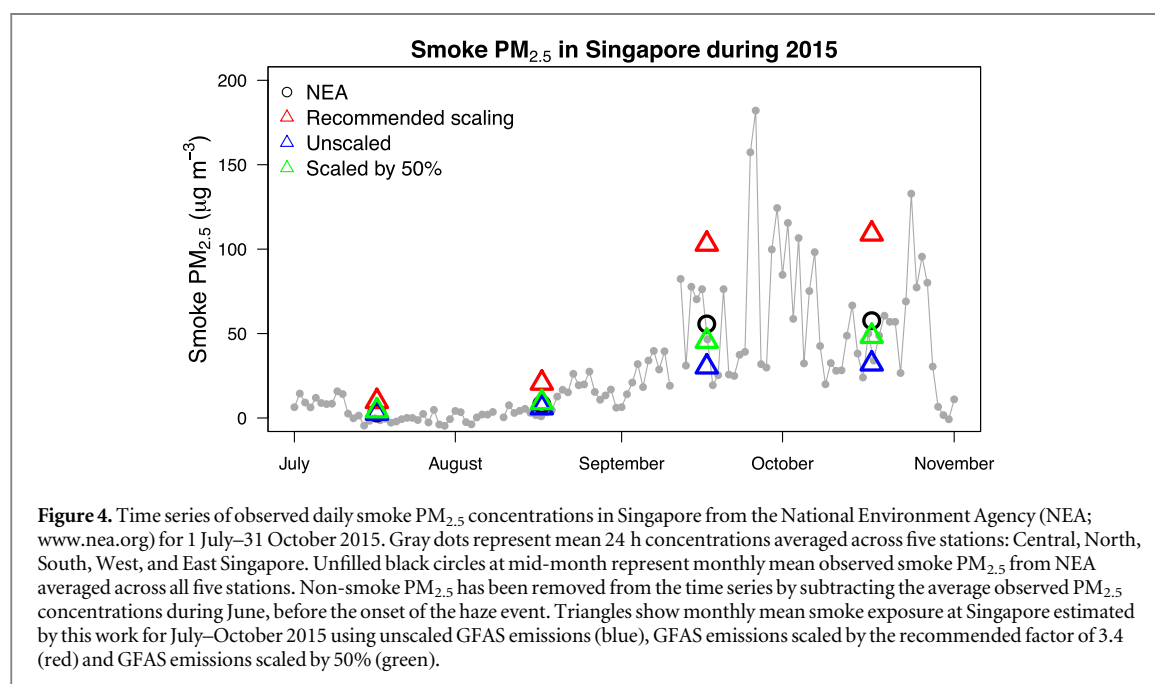 Smoke PM2.5 in Singapore during 2015
200
150
100
50
0
Smoke PM2.5 (μg m−3)
NEA
Recommended scaling
Unscaled
Scaled by 50%
July August September October November
Figure 4. Time series of observed daily smoke PM2.5 concentrations in Singapore from the National Environment Agency (NEA;
www.nea.org) for 1 July–31 October 2015. Gray dots represent mean 24 h concentrations averaged across five stations: Central, North,
South, West, and East Singapore. Unfilled black circles at mid-month represent monthly mean observed smoke PM2.5 from NEA
averaged across all five stations. Non-smoke PM2.5 has been removed from the time series by subtracting the average observed PM2.5
concentrations during June, before the onset of the haze event. Triangles show monthly mean smoke exposure at Singapore estimated
by this work for July–October 2015 using unscaled GFAS emissions (blue), GFAS emissions scaled by the recommended factor of 3.4
(red) and GFAS emissions scaled by 50% (green).